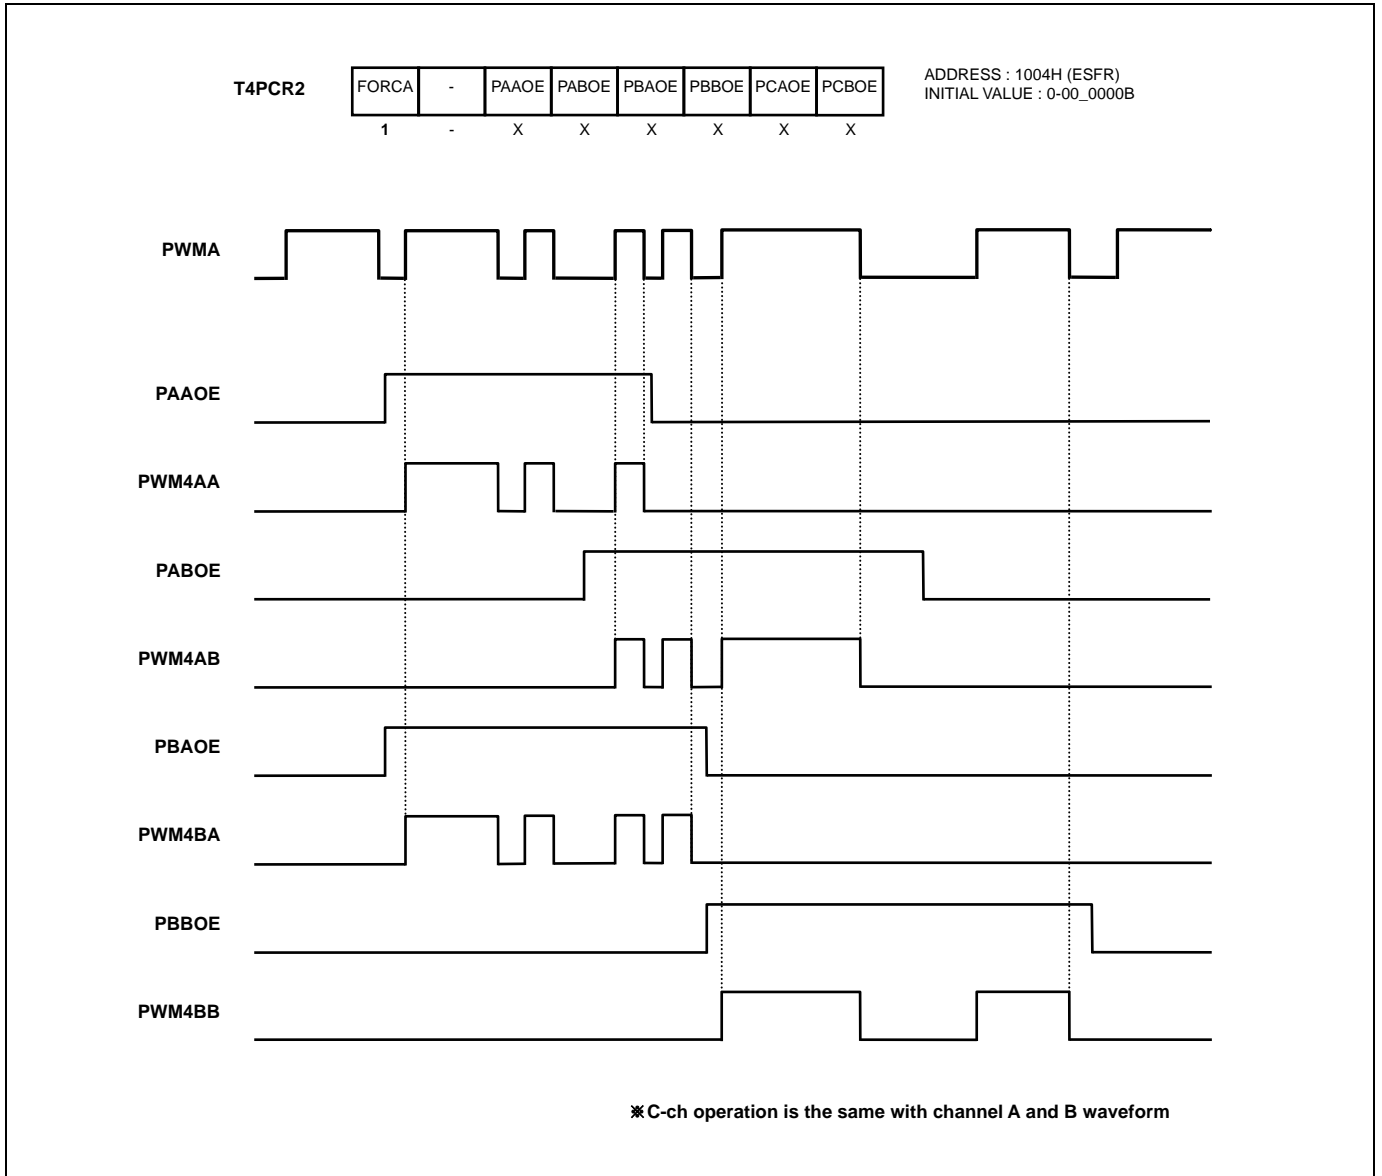 T4PCR2 FORCA - PAAOE PABOE PBAOE PBBOE PCAOE PCBOE ADDRESS : 1004H (ESFR)
INITIAL VALUE : 0-00_0000B
1 - X X X X X X
PWMA
PAAOE
PWM4AA
PABOE
PWM4AB
PBAOE
PWM4BA
PBBOE
PWM4BB
※C-ch operation is the same with channel A and B waveform